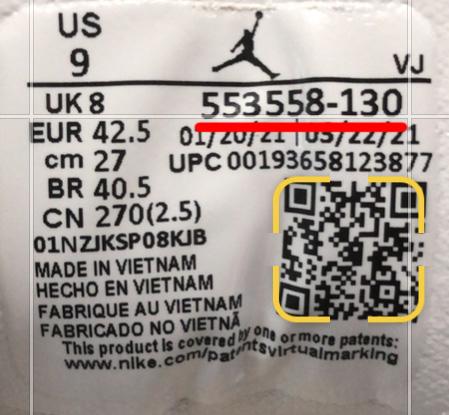 US
9
VJ
UK 8
553558-130
EUR 42.5
01/20/21 03/22/21
cm 27
UPC 00193658123877
BR 40.5
CN 270(2.5)
01NZJKSP08KJB
MADE IN VIETNAM
HECHO EN VIETNAM
FABRIQUE AU VIETNAM
FABRICADO NO VIETNÃ
This product is covered by one or more patents:
www.nike.com/patentsvirtualmarking